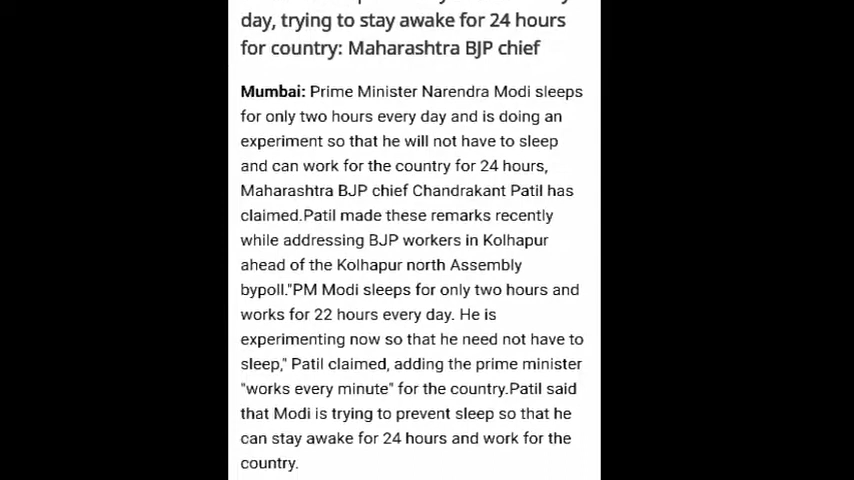 day, trying to stay awake for 24 hours
for country: Maharashtra BJP chief
Mumbai: Prime Minister Narendra Modi sleeps
for only two hours every day and is doing an
experiment so that he will not have to sleep
and can work for the country for 24 hours,
Maharashtra BJP chief Chandrakant Patil has
claimed.Patil made these remarks recently
while addressing BJP workers in Kolhapur
ahead of the Kolhapur north Assembly
bypoll."PM Modi sleeps for only two hours and
works for 22 hours every day. He is
experimenting now so that he need not have to
sleep," Patil claimed, adding the prime minister
"works every minute" for the country.Patil said
that Modi is trying to prevent sleep so that he
can stay awake for 24 hours and work for the
country.